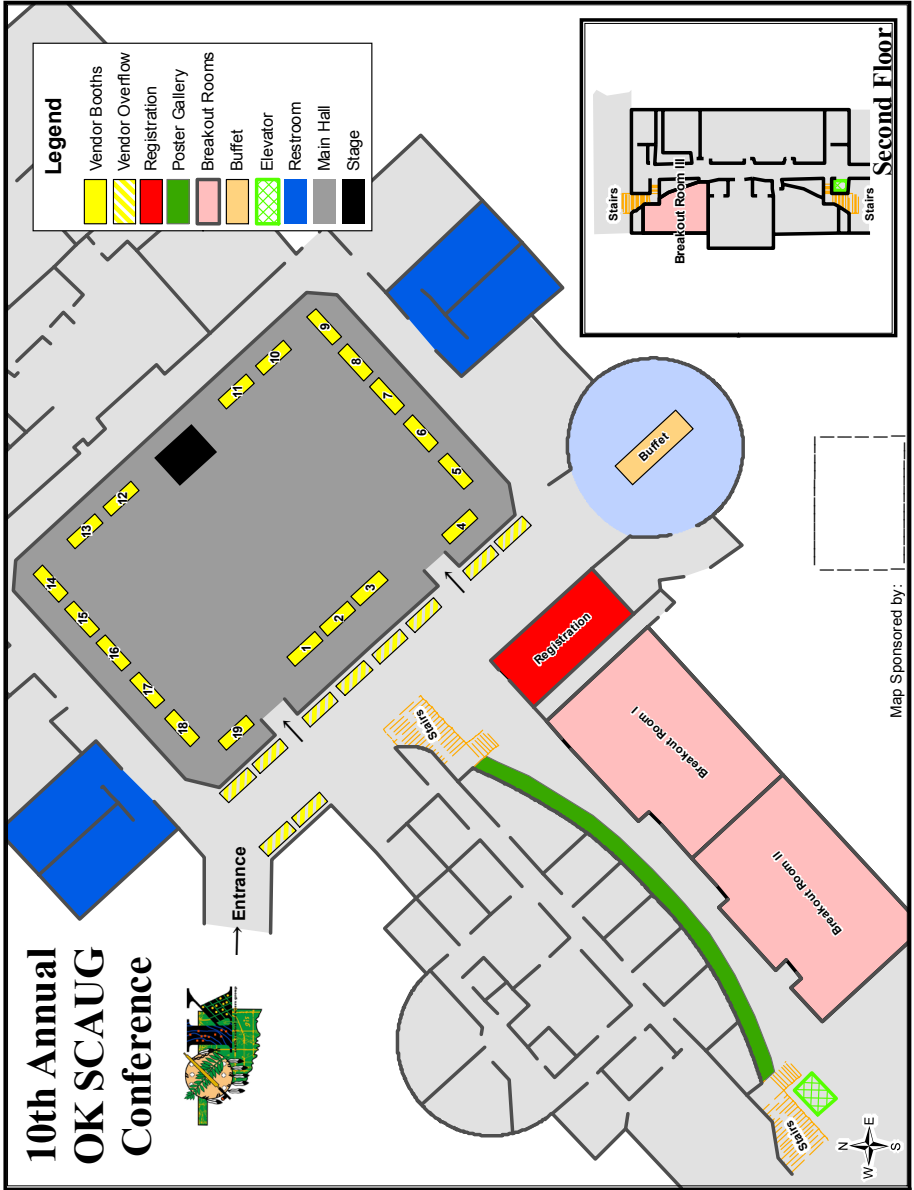 10th Annual
OK SCAUG
Conference
Entrance
Legend
Vendor Booths
Vendor Overflow
Registration
Poster Gallery
Breakout Rooms
Buffet
Elevator
Restroom
Main Hall
Stage
14
13
12
11
10
9
15
8
16
7
17
6
18
5
19
1
2
3
4
Stairs
Registration
Buffet
Breakout Room I
Breakout Room II
Stairs
N
W
E
S
Map Sponsored by:
Stairs
Breakout Room III
Stairs
Second Floor